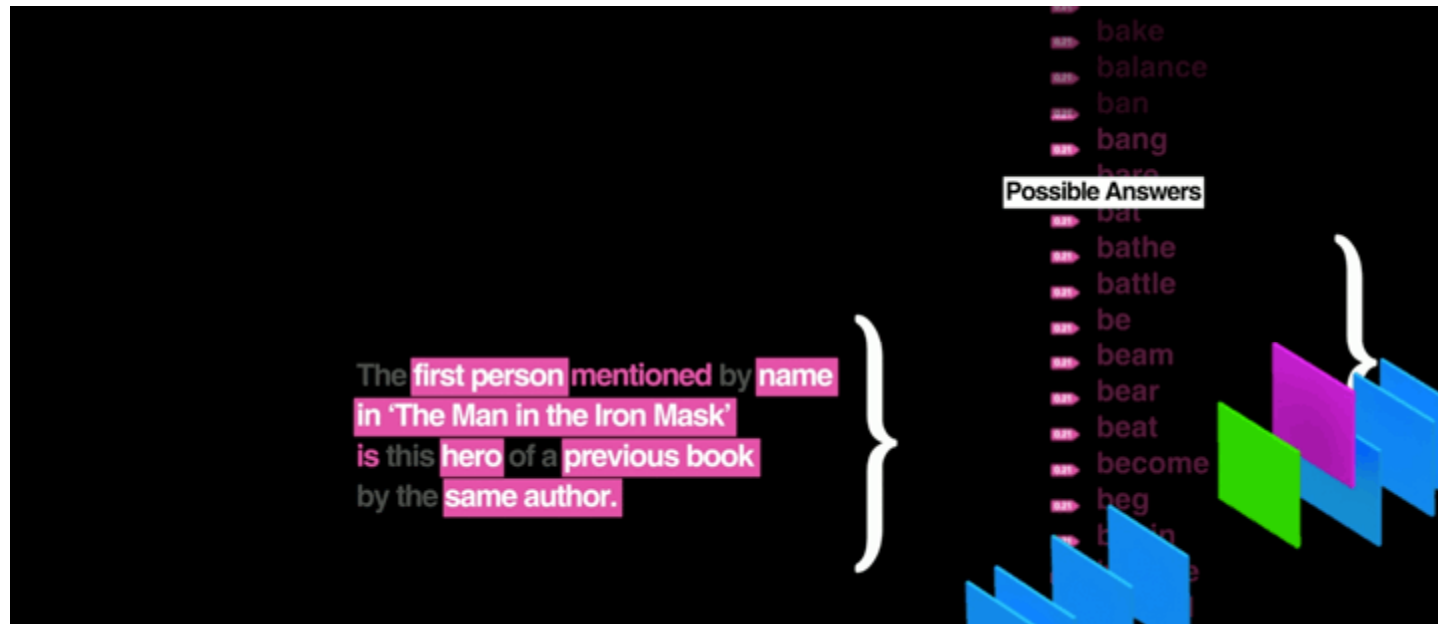 The first person mentioned by name
in ‘The Man in the Iron Mask’
is this hero of a previous book
by the same author.
bake
balance
ban
bang
Possible Answers
bat
bathe
battle
be
beam
bear
beat
become
beg